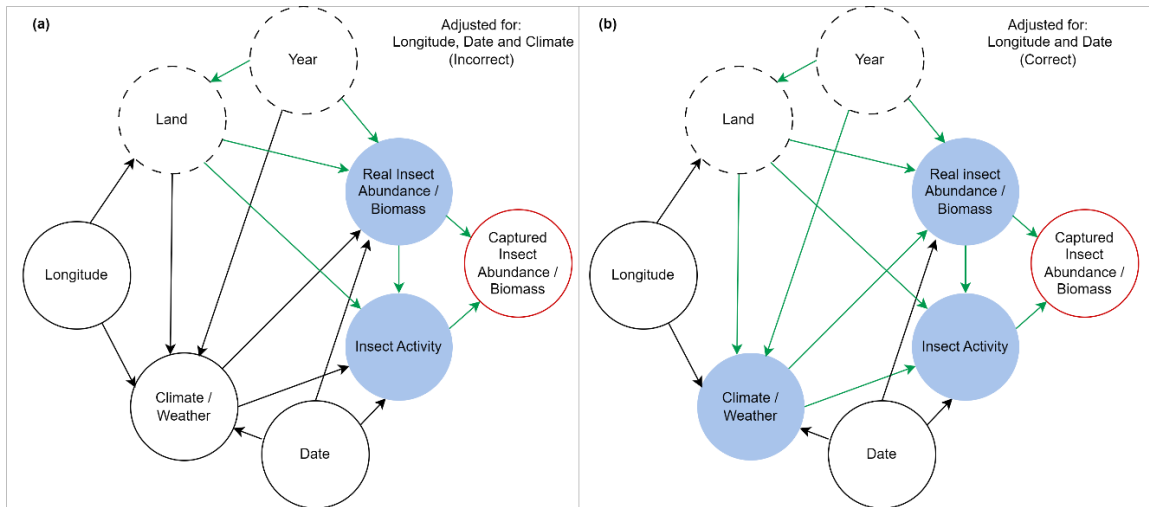 (a)
Adjusted for:
Longitude, Date and Climate
(Incorrect)
Year
Land
Real Insect
Abundance /
Biomass
Captured
Insect
Abundance /
Biomass
Longitude
Insect Activity
Climate /
Weather
Date
(b)
Adjusted for:
Longitude and Date
(Correct)
Year
Land
Real insect
Abundance /
Biomass
Captured
Insect
Abundance /
Biomass
Longitude
Insect Activity
Climate /
Weather
Date